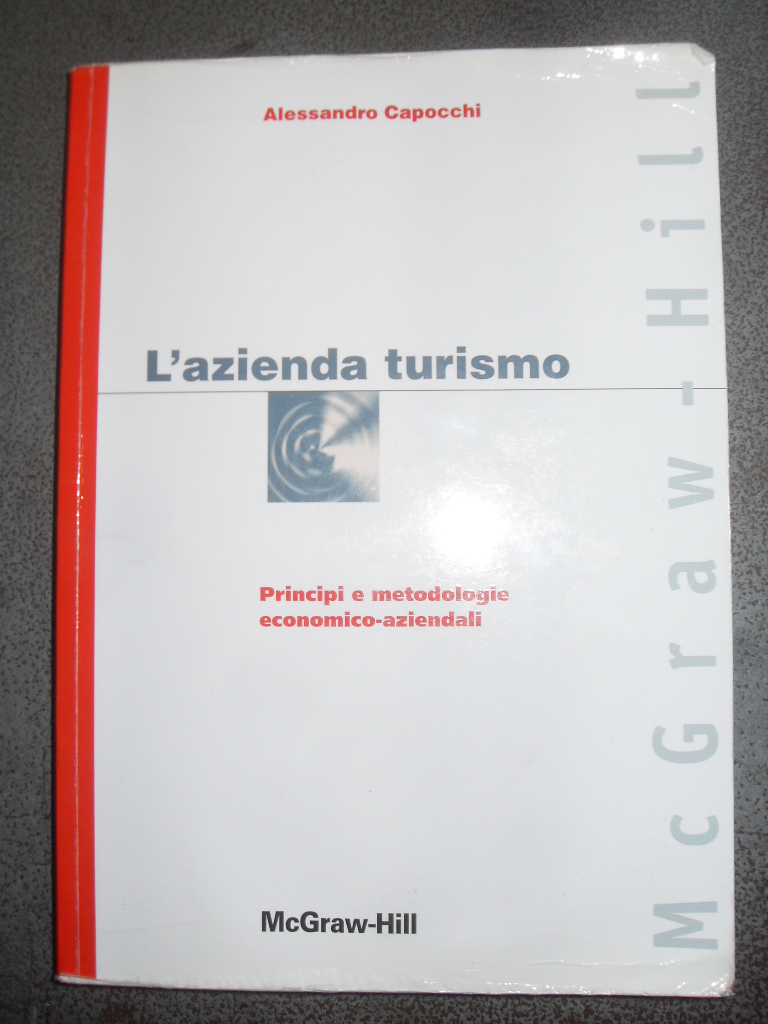 Alessandro Capocchi
L'azienda turismo
Principi e metodologie
economico-aziendali
McGraw-Hill
McGraw-Hill